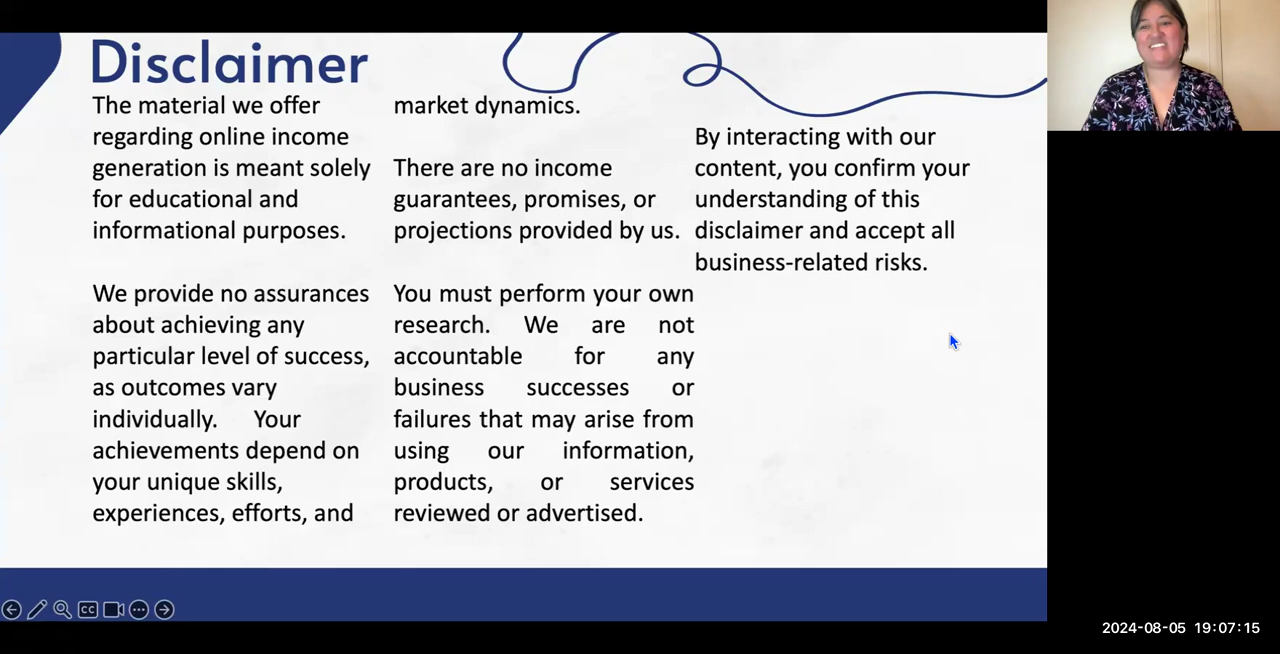 Disclaimer
The material we offer
regarding online income
generation is meant solely
for educational and
informational purposes.
We provide no assurances
about achieving any
particular level of success,
as outcomes vary
individually. Your
achievements depend on
your unique skills,
experiences, efforts, and
market dynamics.
There are no income
guarantees, promises, or
projections provided by us.
You must perform your own
research. We are not
accountable for any
business successes or
failures that may arise from
using our information,
products, or services
reviewed or advertised.
By interacting with our
content, you confirm your
understanding of this
disclaimer and accept all
business-related risks.
CC
2024-08-05 19:07:15